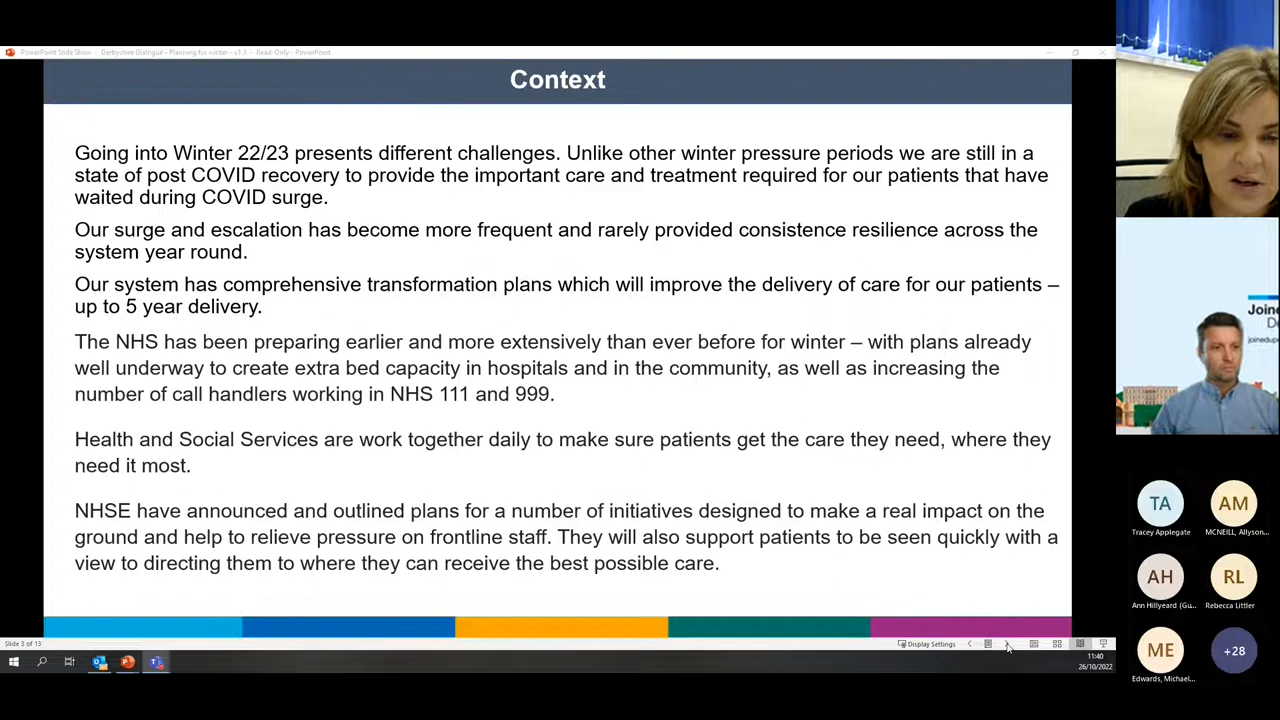 PowerPoint Slide Show - Derbyshire Dialogue - Planning for winter - v1.3 - Read-Only - PowerPoint
Context
Going into Winter 22/23 presents different challenges. Unlike other winter pressure periods we are still in a
state of post COVID recovery to provide the important care and treatment required for our patients that have
waited during COVID surge.
Our surge and escalation has become more frequent and rarely provided consistence resilience across the
system year round.
Our system has comprehensive transformation plans which will improve the delivery of care for our patients –
up to 5 year delivery.
The NHS has been preparing earlier and more extensively than ever before for winter – with plans already
well underway to create extra bed capacity in hospitals and in the community, as well as increasing the
number of call handlers working in NHS 111 and 999.
Health and Social Services are work together daily to make sure patients get the care they need, where they
need it most.
NHSE have announced and outlined plans for a number of initiatives designed to make a real impact on the
ground and help to relieve pressure on frontline staff. They will also support patients to be seen quickly with a
view to directing them to where they can receive the best possible care.
Slide 3 of 13
Display Settings
11:40
26/10/2022
Joine
De
joinedup
TA
AM
Tracey Applegate
MCNEILL, Allyson...
AH
RL
Ann Hillyeard (Gu...
Rebecca Littler
ME
+28
Edwards, Michael...